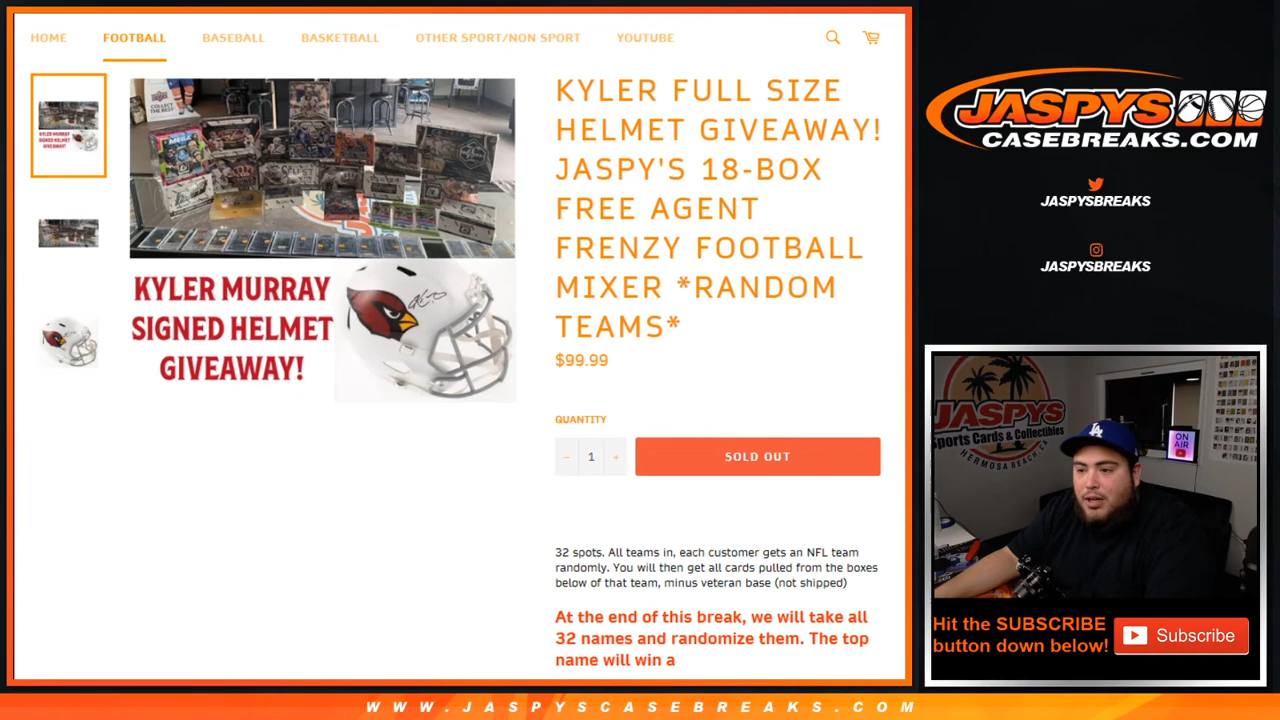 HOME FOOTBALL BASEBALL BASKETBALL OTHER SPORT/NON SPORT YOUTUBE
KYLER MURRAY
SIGNED HELMET
GIVEAWAY!
COLLECT
THE BEST
MEGA
KYLER MURRAY
SIGNED HELMET
GIVEAWAY!
KYLER FULL SIZE
HELMET GIVEAWAY!
JASPY'S 18-BOX
FREE AGENT
FRENZY FOOTBALL
MIXER *RANDOM
TEAMS*
$99.99
QUANTITY
− 1 +
SOLD OUT
32 spots. All teams in, each customer gets an NFL team
randomly. You will then get all cards pulled from the boxes
below of that team, minus veteran base (not shipped)
At the end of this break, we will take all
32 names and randomize them. The top
name will win a
JASPYS
CASEBREAKS.COM
JASPYSBREAKS
JASPYSBREAKS
JASPYS
Sports Cards & Collectibles
HERMOSA BEACH, CA
LA
ON
AIR
Hit the SUBSCRIBE
button down below!
Subscribe
WWW.JASPYSCASEBREAKS.COM